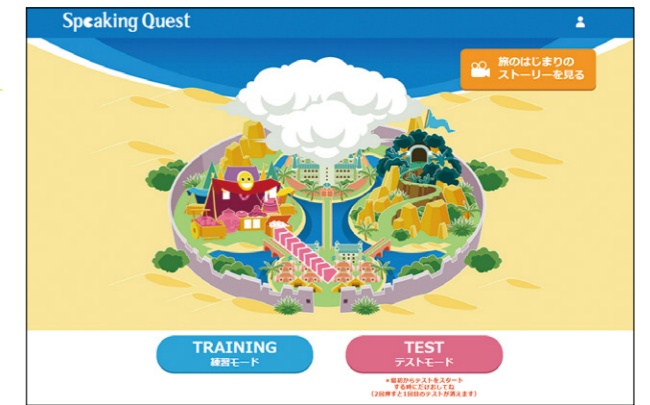 Speaking Quest
旅のはじまりの
ストーリーを見る
TRAINING
練習モード
TEST
テストモード
*最初からテストをスタート
する時にだけおしてね
(2回押すと1回目のテストが消えます)